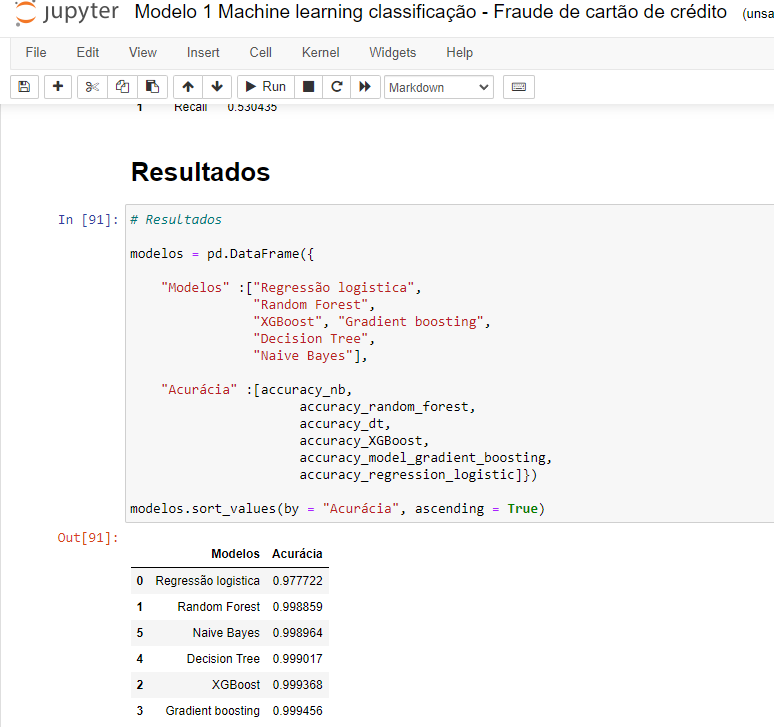 jupyter Modelo 1 Machine learning classificação - Fraude de cartão de crédito (unsa
File Edit View Insert Cell Kernel Widgets Help
Run Markdown
1 Recall 0.530435
Resultados
In [91]: # Resultados
modelos = pd.DataFrame({
"Modelos" :["Regressão logistica",
"Random Forest",
"XGBoost", "Gradient boosting",
"Decision Tree",
"Naive Bayes"],
"Acurácia" :[accuracy_nb,
accuracy_random_forest,
accuracy_dt,
accuracy_XGBoost,
accuracy_model_gradient_boosting,
accuracy_regression_logistic]})
modelos.sort_values(by = "Acurácia", ascending = True)
Out[91]:
Modelos Acurácia
0 Regressão logistica 0.977722
1 Random Forest 0.998859
5 Naive Bayes 0.998964
4 Decision Tree 0.999017
2 XGBoost 0.999368
3 Gradient boosting 0.999456